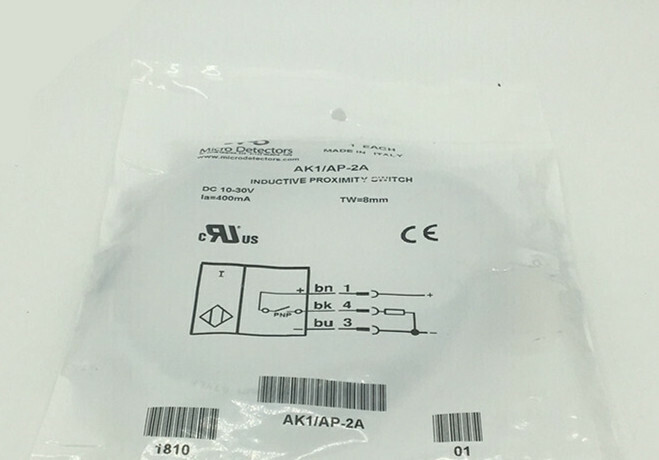 Micro Detectors
www.microdetectors.com
1 EACH
MADE IN ITALY
AK1/AP-2A
INDUCTIVE PROXIMITY SWITCH
DC 10-30V
Ia=400mA
TW=8mm
c RU us
CE
I
+ bn 1 +
bk 4
PNP
- bu 3 -
AK1/AP-2A
1810
01